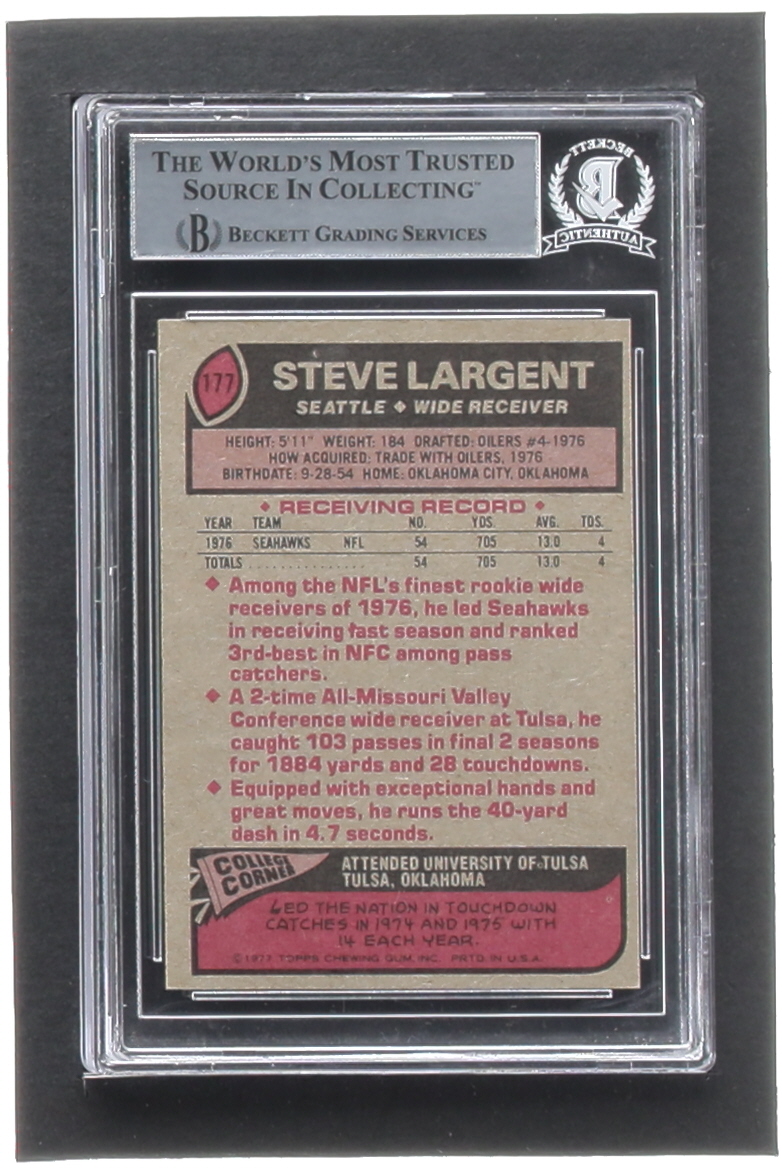 THE WORLD'S MOST TRUSTED
SOURCE IN COLLECTING™
B BECKETT GRADING SERVICES
BECKETT
B
AUTHENTIC
177
STEVE LARGENT
SEATTLE ◆ WIDE RECEIVER
HEIGHT: 5'11" WEIGHT: 184 DRAFTED: OILERS #4-1976
HOW ACQUIRED: TRADE WITH OILERS, 1976
BIRTHDATE: 9-28-54 HOME: OKLAHOMA CITY, OKLAHOMA
◆ RECEIVING RECORD ◆
YEAR TEAM NO. YDS. AVG. TDS.
1976 SEAHAWKS NFL 54 705 13.0 4
TOTALS . . . . . . . . . . . . . . . 54 705 13.0 4
◆ Among the NFL's finest rookie wide
receivers of 1976, he led Seahawks
in receiving last season and ranked
3rd-best in NFC among pass
catchers.
◆ A 2-time All-Missouri Valley
Conference wide receiver at Tulsa, he
caught 103 passes in final 2 seasons
for 1884 yards and 28 touchdowns.
◆ Equipped with exceptional hands and
great moves, he runs the 40-yard
dash in 4.7 seconds.
COLLEGE
CORNER
ATTENDED UNIVERSITY OF TULSA
TULSA, OKLAHOMA
LED THE NATION IN TOUCHDOWN
CATCHES IN 1974 AND 1975 WITH
14 EACH YEAR.
© 1977 TOPPS CHEWING GUM, INC. PRTD IN U.S.A.